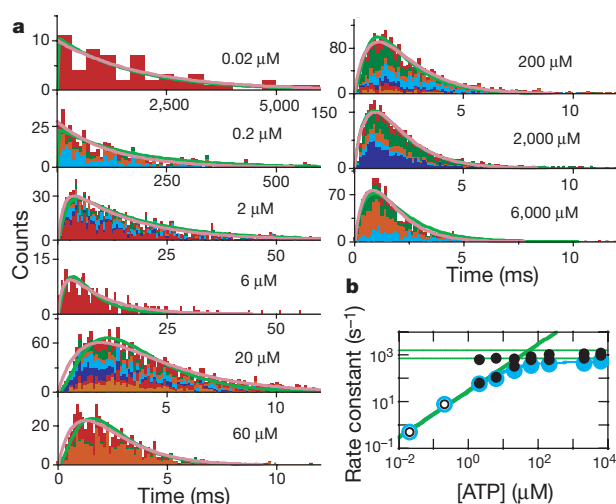 a
10
5
0
0.02 μM
2,500
5,000
25
0
0.2 μM
250
500
30
0
2 μM
25
50
15
0
6 μM
25
50
60
0
20 μM
5
10
50
0
60 μM
5
10
Counts
Time (ms)
80
0
200 μM
5
10
150
0
2,000 μM
5
10
70
0
6,000 μM
5
10
Time (ms)
b
Rate constant (s⁻¹)
10³
10¹
10⁻¹
10⁻²
10⁰
10²
10⁴
[ATP] (μM)